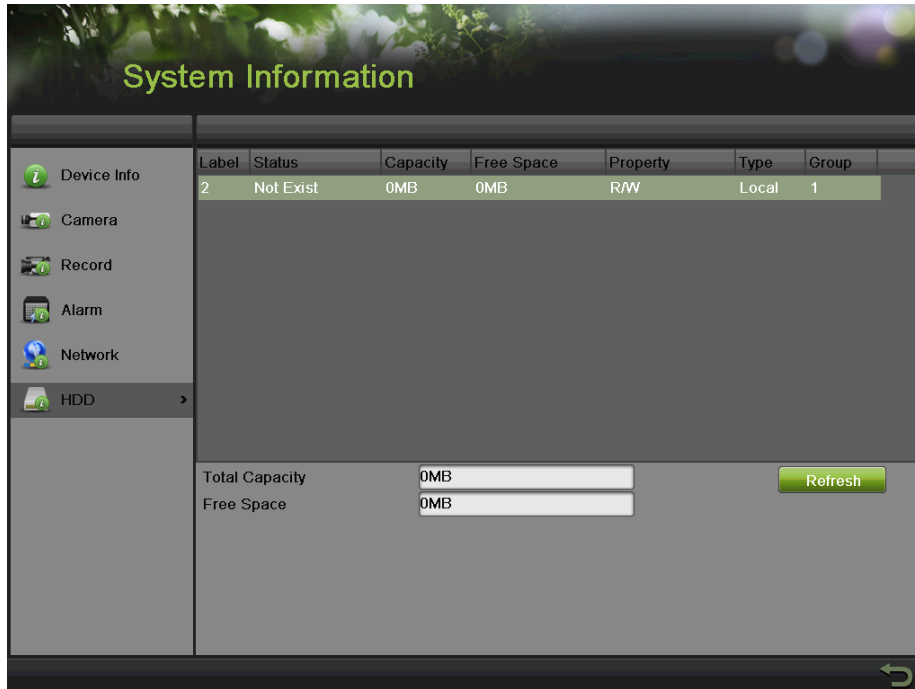 System Information
Label Status Capacity Free Space Property Type Group
2 Not Exist 0MB 0MB R/W Local 1
Device Info
Camera
Record
Alarm
Network
HDD >
Total Capacity 0MB
Refresh
Free Space 0MB